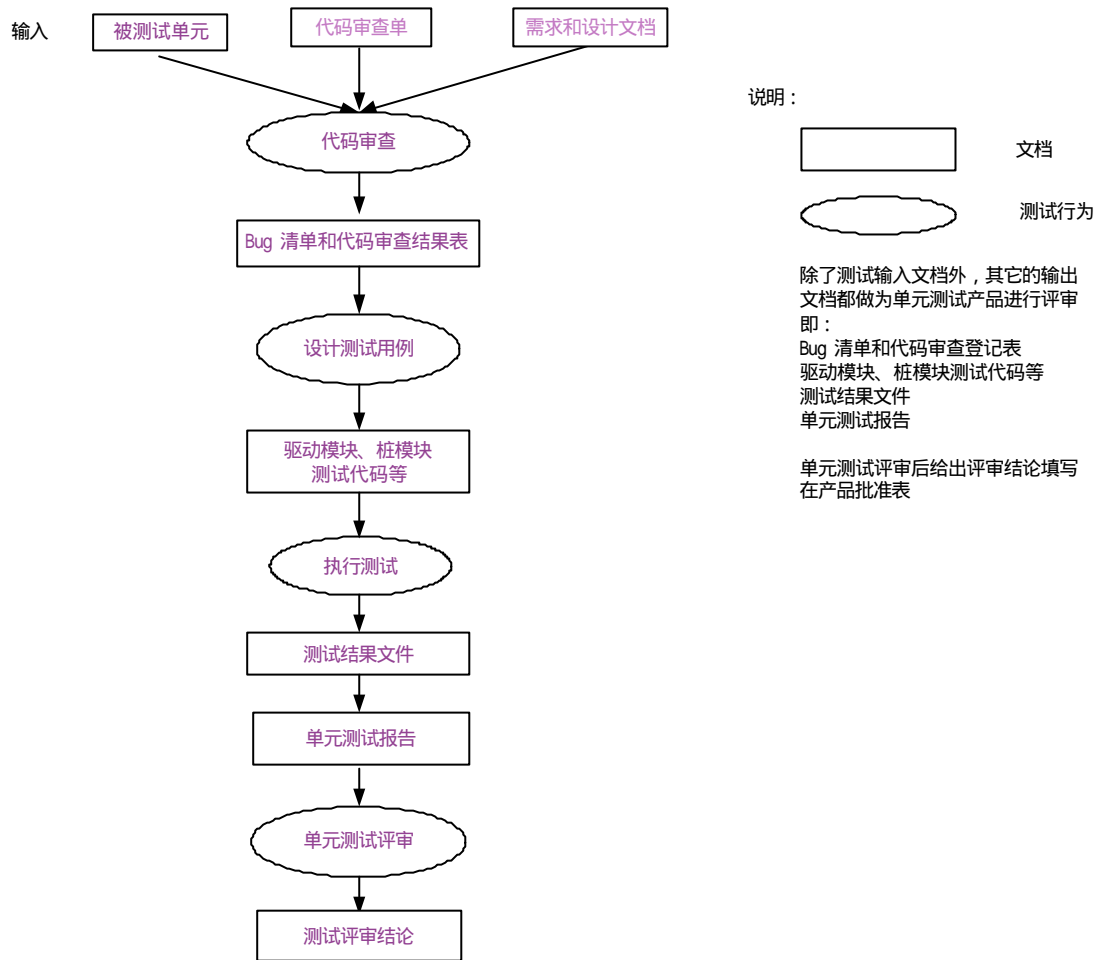 输入
被测试单元
代码审查单
需求和设计文档
代码审查
Bug 清单和代码审查结果表
设计测试用例
驱动模块、桩模块
测试代码等
执行测试
测试结果文件
单元测试报告
单元测试评审
测试评审结论
说明：
文档
测试行为
除了测试输入文档外，其它的输出
文档都做为单元测试产品进行评审
即：
Bug 清单和代码审查登记表
驱动模块、桩模块测试代码等
测试结果文件
单元测试报告
单元测试评审后给出评审结论填写
在产品批准表